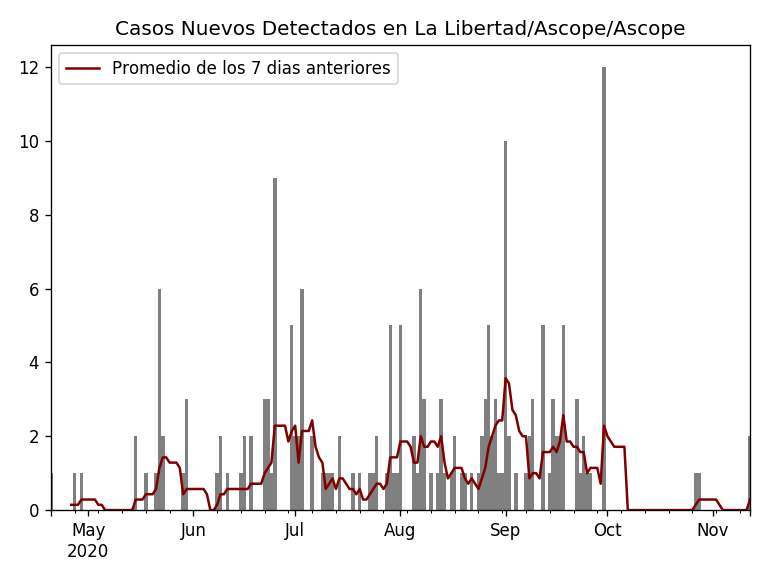 Casos Nuevos Detectados en La Libertad/Ascope/Ascope
Promedio de los 7 dias anteriores
12
10
8
6
4
2
0
May Jun Jul Aug Sep Oct Nov
2020